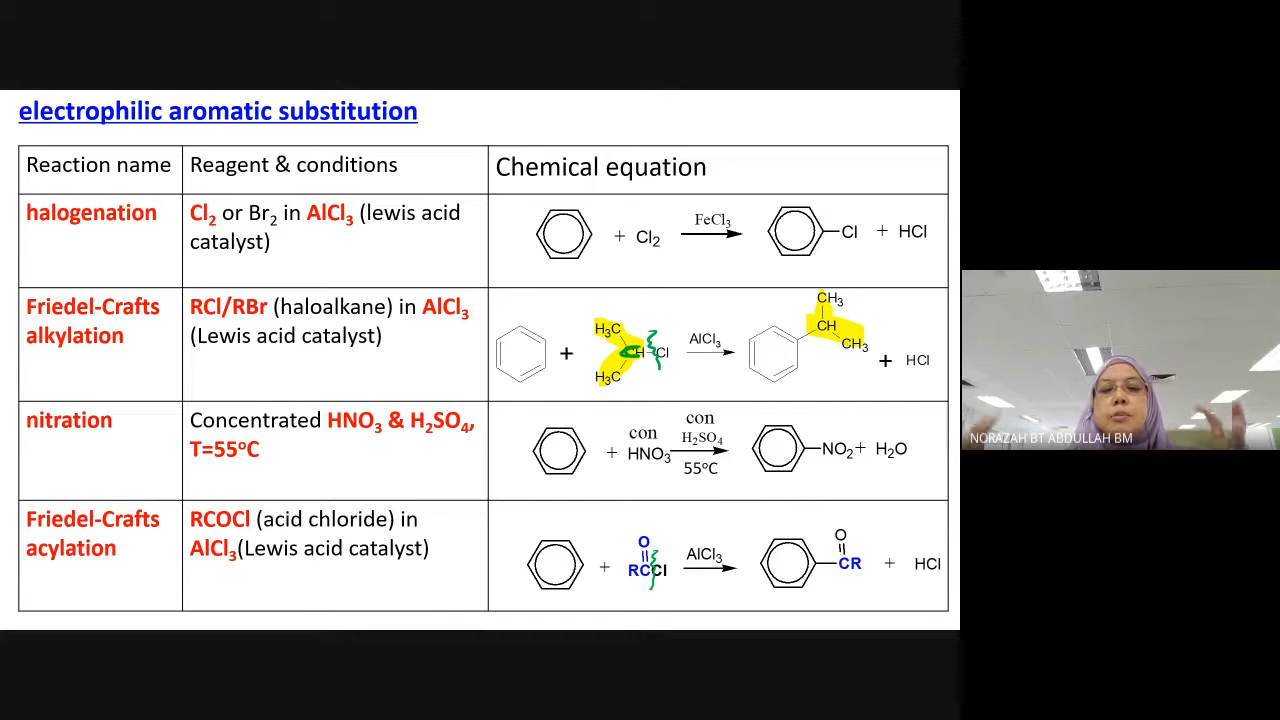 electrophilic aromatic substitution
Reaction name
Reagent & conditions
Chemical equation
halogenation
Cl₂ or Br₂ in AlCl₃ (lewis acid
catalyst)
+ Cl₂
FeCl₃
Cl
+ HCl
Friedel-Crafts
alkylation
RCl/RBr (haloalkane) in AlCl₃
(Lewis acid catalyst)
+
H₃C
CH-Cl
H₃C
AlCl₃
CH₃
CH
CH₃
+ HCl
nitration
Concentrated HNO₃ & H₂SO₄,
T=55°C
con
+ HNO₃
con
H₂SO₄
55°C
NO₂ + H₂O
Friedel-Crafts
acylation
RCOCl (acid chloride) in
AlCl₃(Lewis acid catalyst)
+
O
RCCl
AlCl₃
O
CR
+ HCl
NORAZAH BT ABDULLAH BM